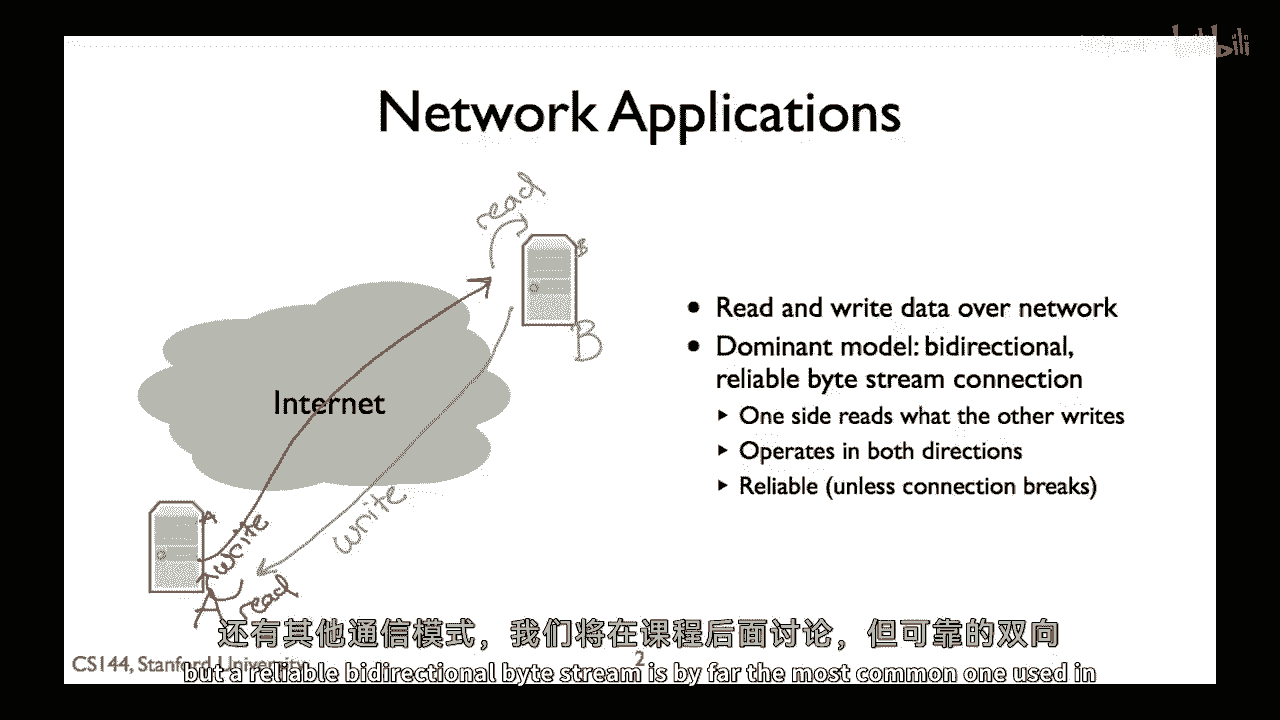 Network Applications
read
B
B
Internet
write
write
A
A
read
• Read and write data over network
• Dominant model: bidirectional,
reliable byte stream connection
‣ One side reads what the other writes
‣ Operates in both directions
‣ Reliable (unless connection breaks)
还有其他通信模式，我们将在课程后面讨论，但可靠的双向
CS144, Stanford University
2
but a reliable bidirectional byte stream is by far the most common one used in
bilibili